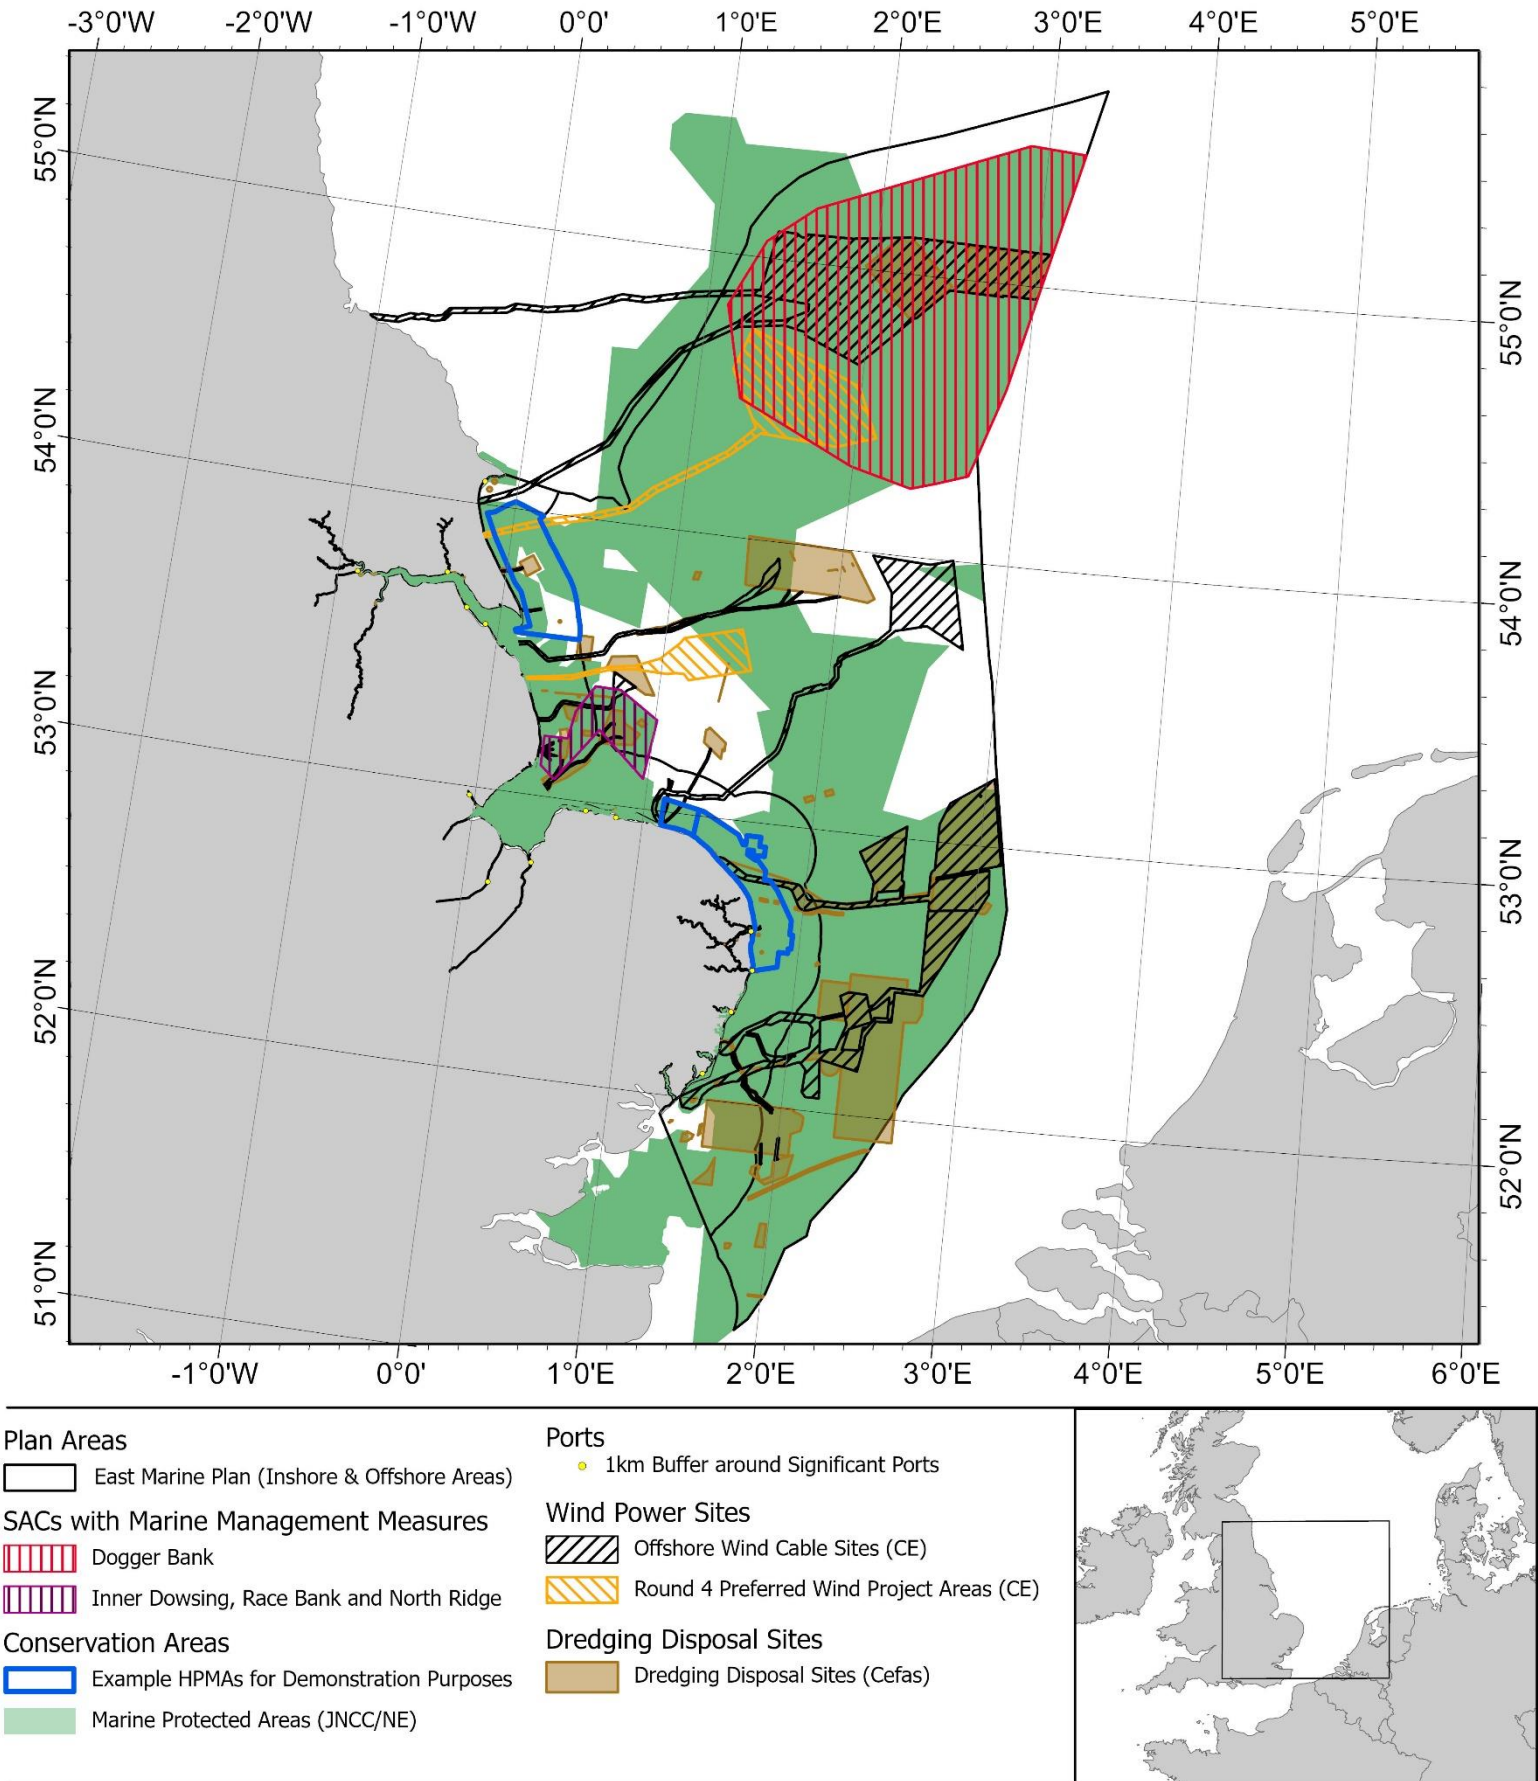 -3°0'W -2°0'W -1°0'W 0°0' 1°0'E 2°0'E 3°0'E 4°0'E 5°0'E
55°0'N
54°0'N
53°0'N
52°0'N
51°0'N
55°0'N
54°0'N
53°0'N
52°0'N
-1°0'W 0°0' 1°0'E 2°0'E 3°0'E 4°0'E 5°0'E 6°0'E
Plan Areas
East Marine Plan (Inshore & Offshore Areas)
SACs with Marine Management Measures
Dogger Bank
Inner Dowsing, Race Bank and North Ridge
Conservation Areas
Example HPMAs for Demonstration Purposes
Marine Protected Areas (JNCC/NE)
Ports
1km Buffer around Significant Ports
Wind Power Sites
Offshore Wind Cable Sites (CE)
Round 4 Preferred Wind Project Areas (CE)
Dredging Disposal Sites
Dredging Disposal Sites (Cefas)